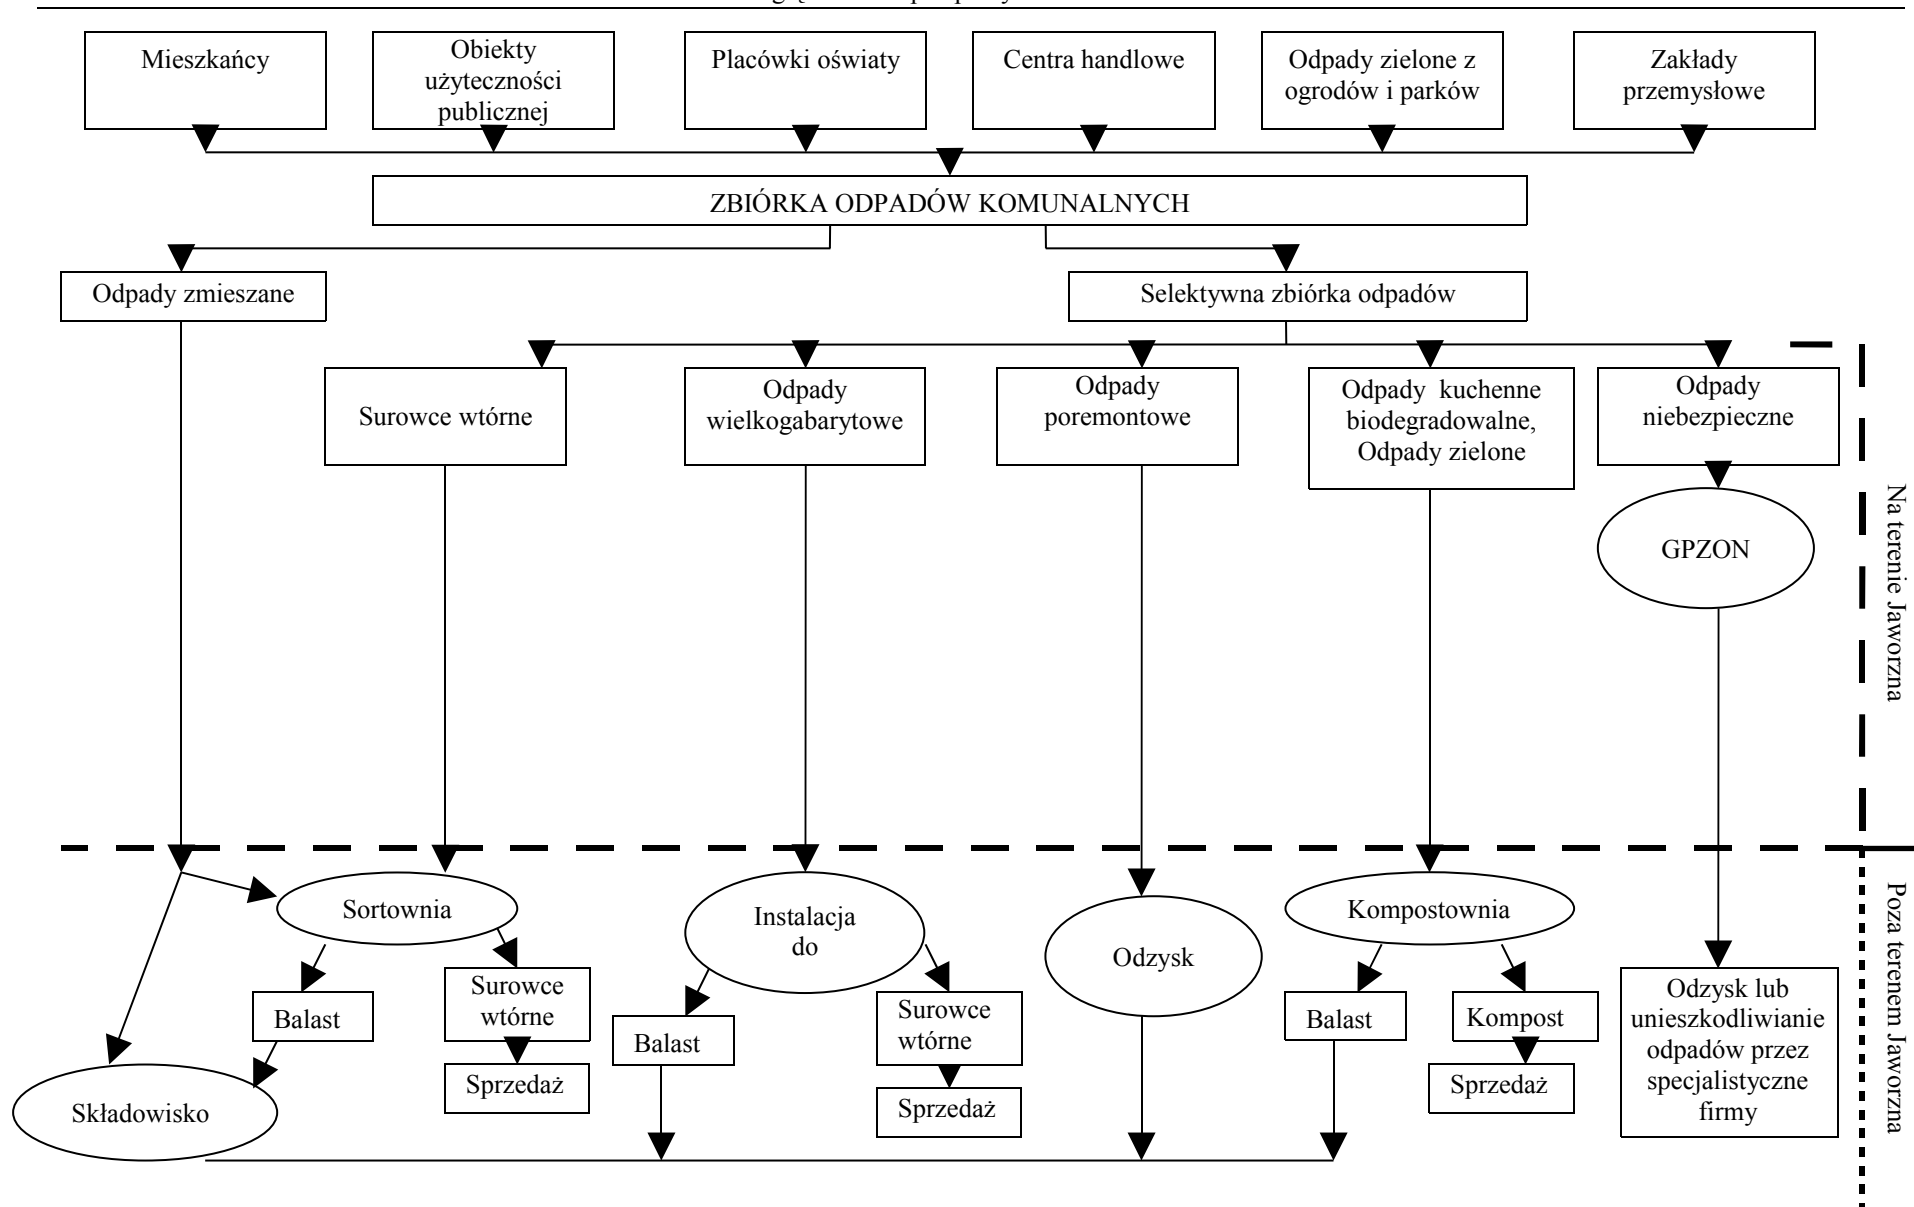 Mieszkańcy
Obiekty
użyteczności
publicznej
Placówki oświaty
Centra handlowe
Odpady zielone z
ogrodów i parków
Zakłady
przemysłowe
ZBIÓRKA ODPADÓW KOMUNALNYCH
Odpady zmieszane
Selektywna zbiórka odpadów
Surowce wtórne
Odpady
wielkogabarytowe
Odpady
poremontowe
Odpady kuchenne
biodegradowalne,
Odpady zielone
Odpady
niebezpieczne
GPZON
Na terenie Jaworzna
Sortownia
Instalacja
do
Odzysk
Kompostownia
Balast
Surowce
wtórne
Sprzedaż
Balast
Surowce
wtórne
Sprzedaż
Balast
Kompost
Sprzedaż
Odzysk lub
unieszkodliwianie
odpadów przez
specjalistyczne
firmy
Składowisko
Poza terenem Jaworzna